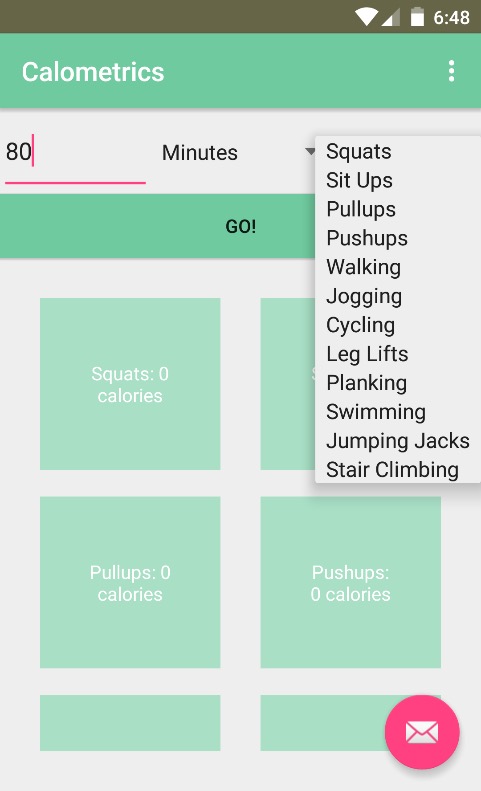 6:48
Calometrics
80
Minutes
Squats
Sit Ups
Pullups
Pushups
Walking
Jogging
Cycling
Leg Lifts
Planking
Swimming
Jumping Jacks
Stair Climbing
GO!
Squats: 0
calories
Pullups: 0
calories
Pushups:
0 calories